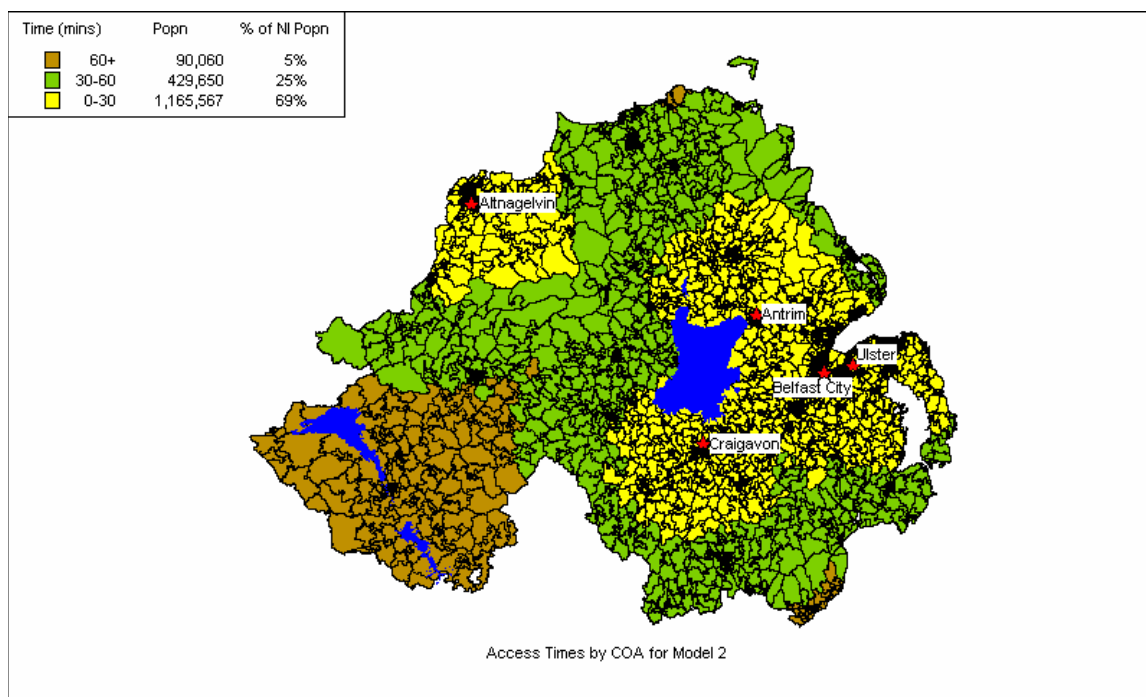 Time (mins) Popn % of NI Popn
60+ 90,060 5%
30-60 429,650 25%
0-30 1,165,567 69%
Altnagelvin
Antrim
Ulster
Belfast City
Craigavon
Access Times by COA for Model 2